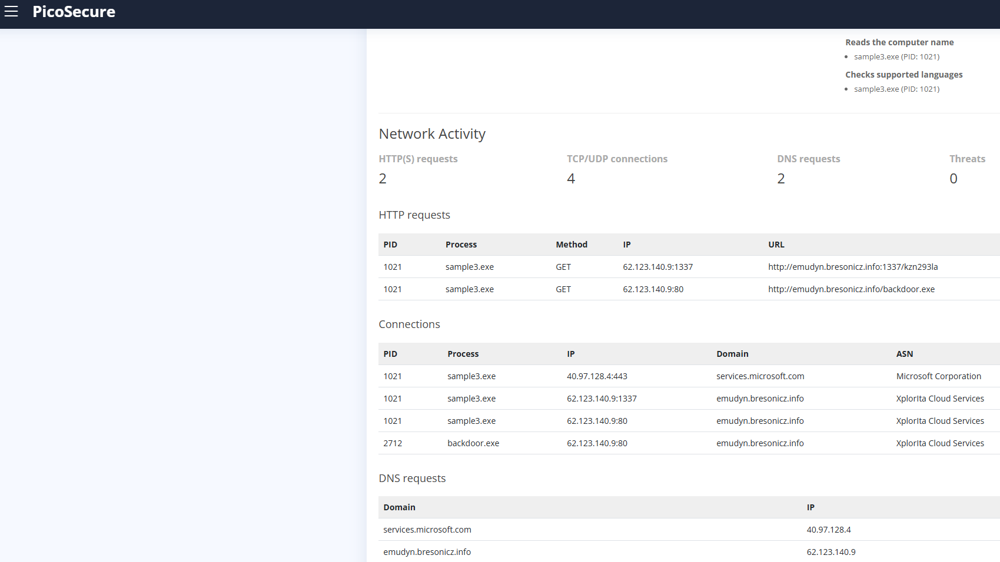 PicoSecure
Reads the computer name
• sample3.exe (PID: 1021)
Checks supported languages
• sample3.exe (PID: 1021)
Network Activity
HTTP(S) requests TCP/UDP connections DNS requests Threats
2 4 2 0
HTTP requests
PID Process Method IP URL
1021 sample3.exe GET 62.123.140.9:1337 http://emudyn.bresonicz.info:1337/kzn293la
1021 sample3.exe GET 62.123.140.9:80 http://emudyn.bresonicz.info/backdoor.exe
Connections
PID Process IP Domain ASN
1021 sample3.exe 40.97.128.4:443 services.microsoft.com Microsoft Corporation
1021 sample3.exe 62.123.140.9:1337 emudyn.bresonicz.info XplorIta Cloud Services
1021 sample3.exe 62.123.140.9:80 emudyn.bresonicz.info XplorIta Cloud Services
2712 backdoor.exe 62.123.140.9:80 emudyn.bresonicz.info XplorIta Cloud Services
DNS requests
Domain IP
services.microsoft.com 40.97.128.4
emudyn.bresonicz.info 62.123.140.9